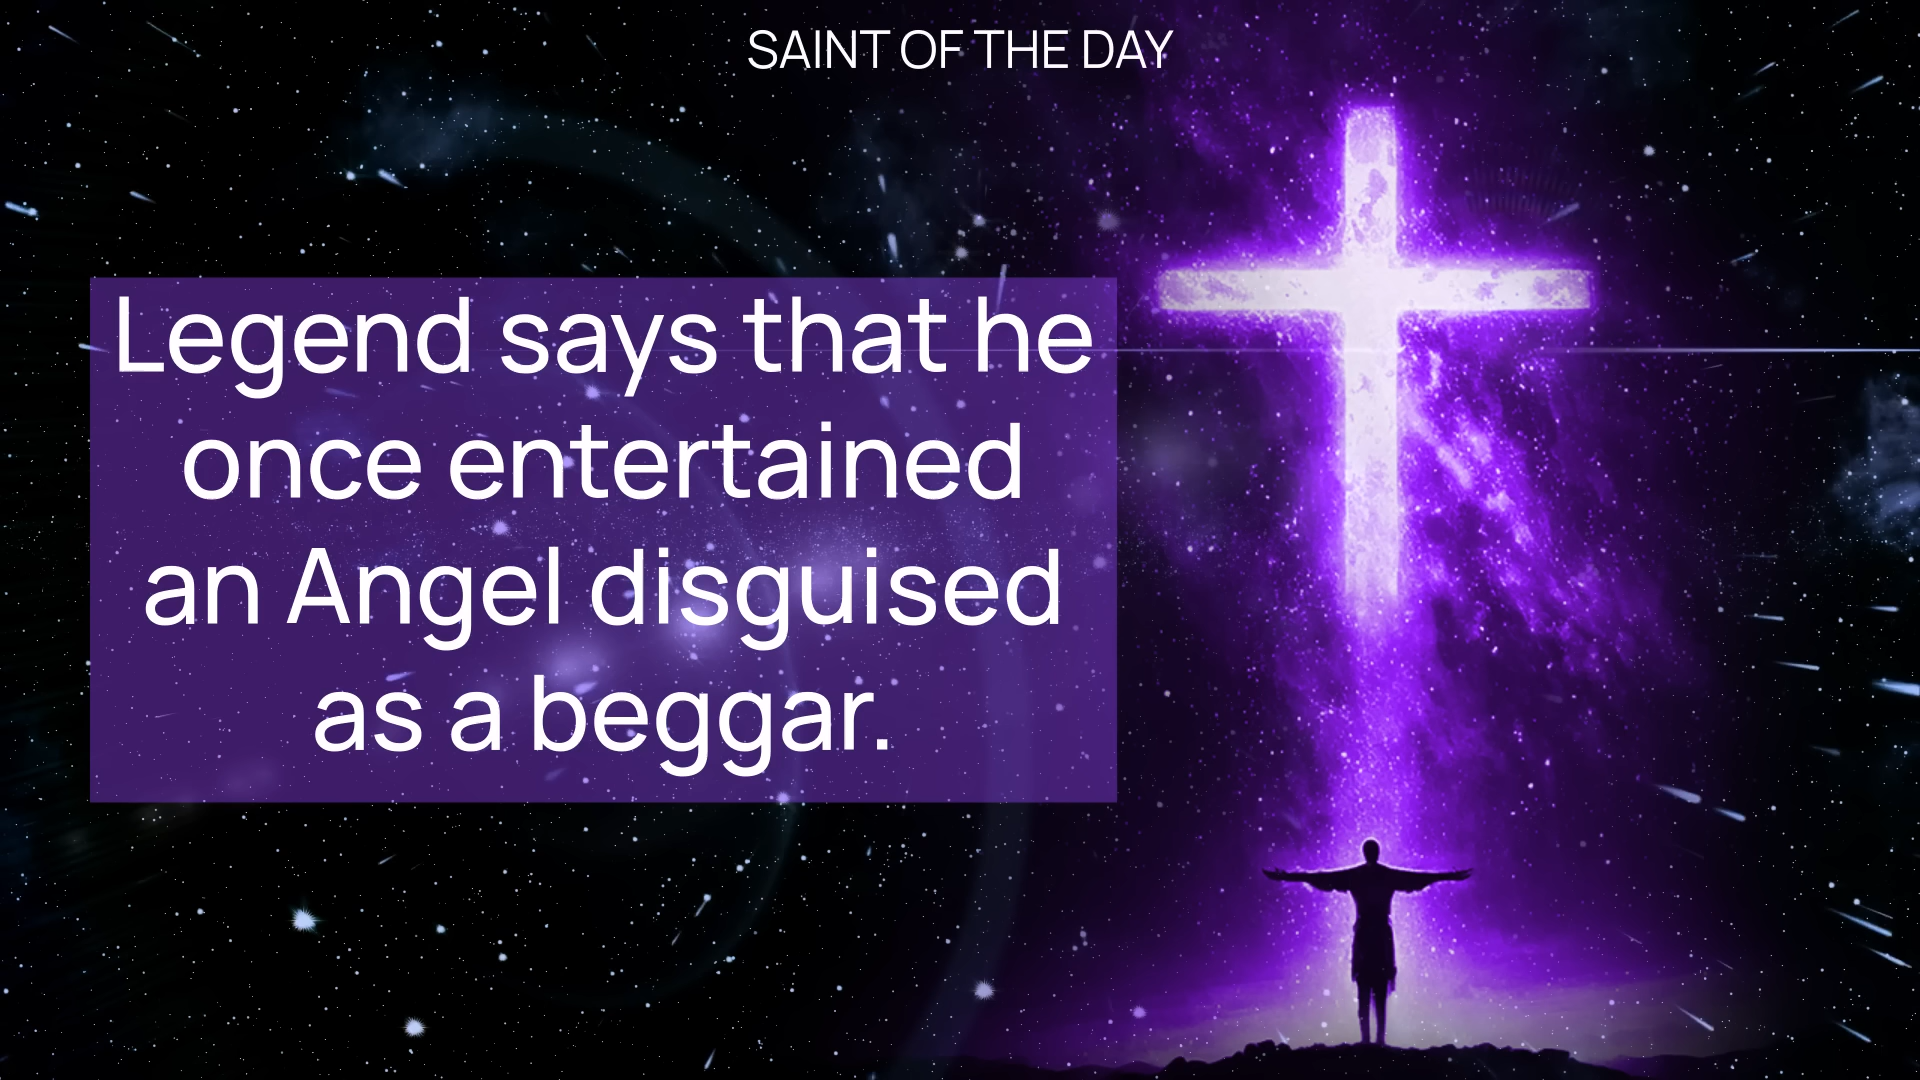 SAINT OF THE DAY
Legend says that he
once entertained
an Angel disguised
as a beggar.